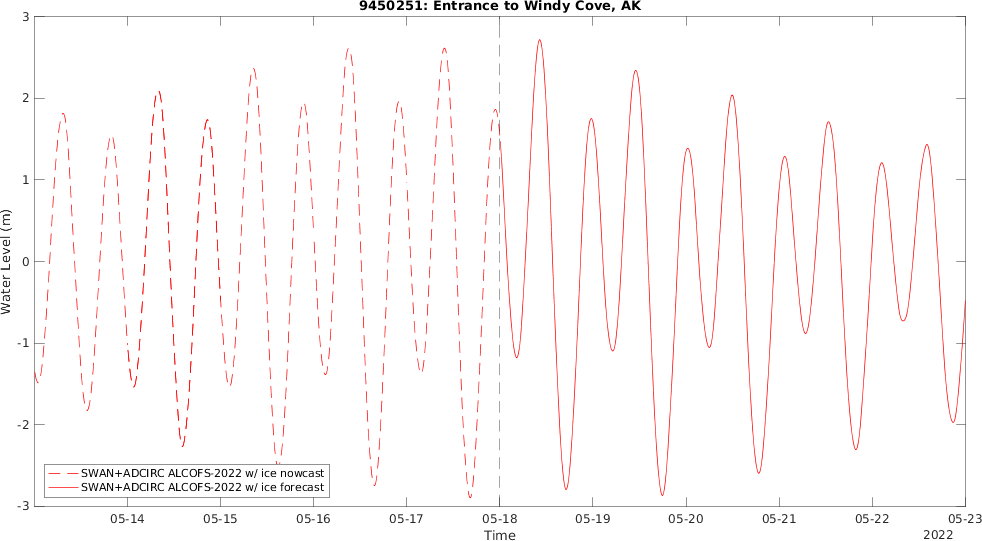 9450251: Entrance to Windy Cove, AK
3
2
1
0
-1
-2
-3
Water Level (m)
SWAN+ADCIRC ALCOFS-2022 w/ ice nowcast
SWAN+ADCIRC ALCOFS-2022 w/ ice forecast
05-14 05-15 05-16 05-17 05-18 05-19 05-20 05-21 05-22 05-23
Time
2022